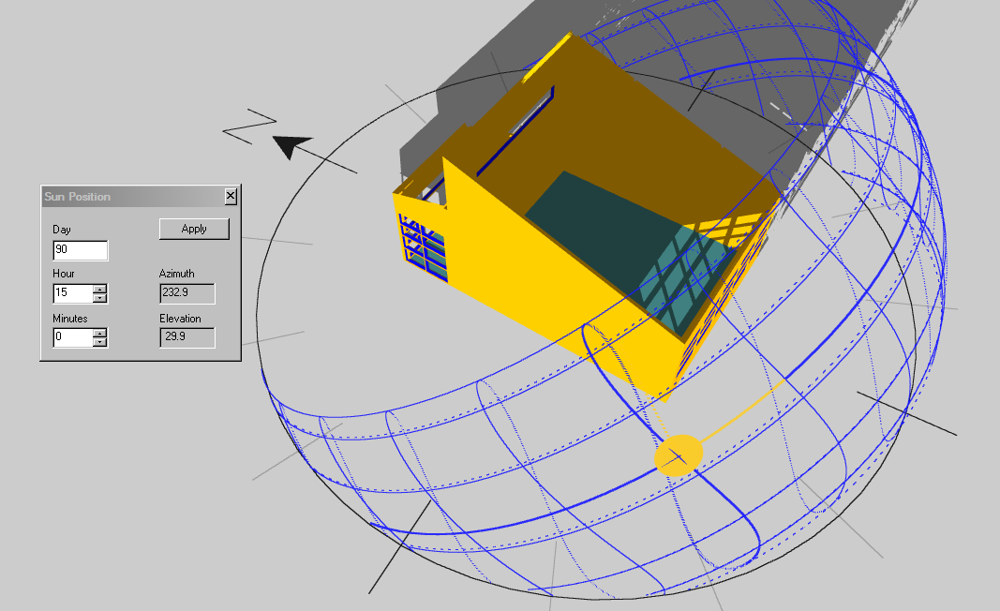 Sun Position
Day
Apply
90
Hour
Azimuth
15
232.9
Minutes
Elevation
0
29.9
N